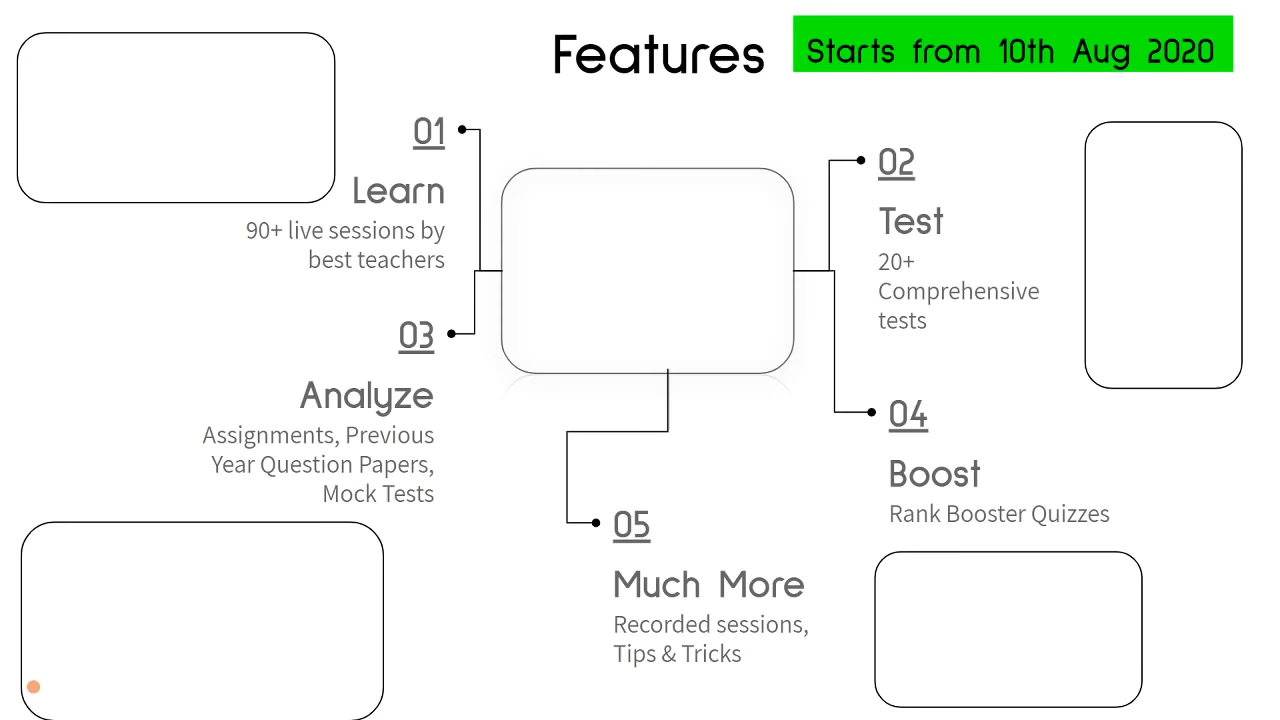 Features
Starts from 10th Aug 2020
01
Learn
90+ live sessions by
best teachers
02
Test
20+
Comprehensive
tests
03
Analyze
Assignments, Previous
Year Question Papers,
Mock Tests
04
Boost
Rank Booster Quizzes
05
Much More
Recorded sessions,
Tips & Tricks